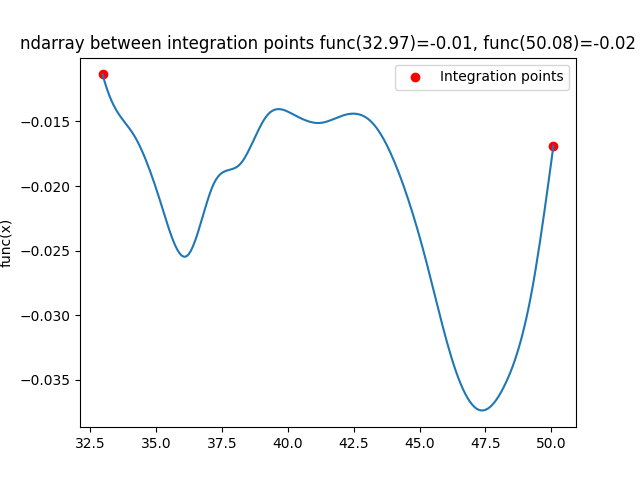 ndarray between integration points func(32.97)=-0.01, func(50.08)=-0.02
Integration points
func(x)
−0.015
−0.020
−0.025
−0.030
−0.035
32.5 35.0 37.5 40.0 42.5 45.0 47.5 50.0